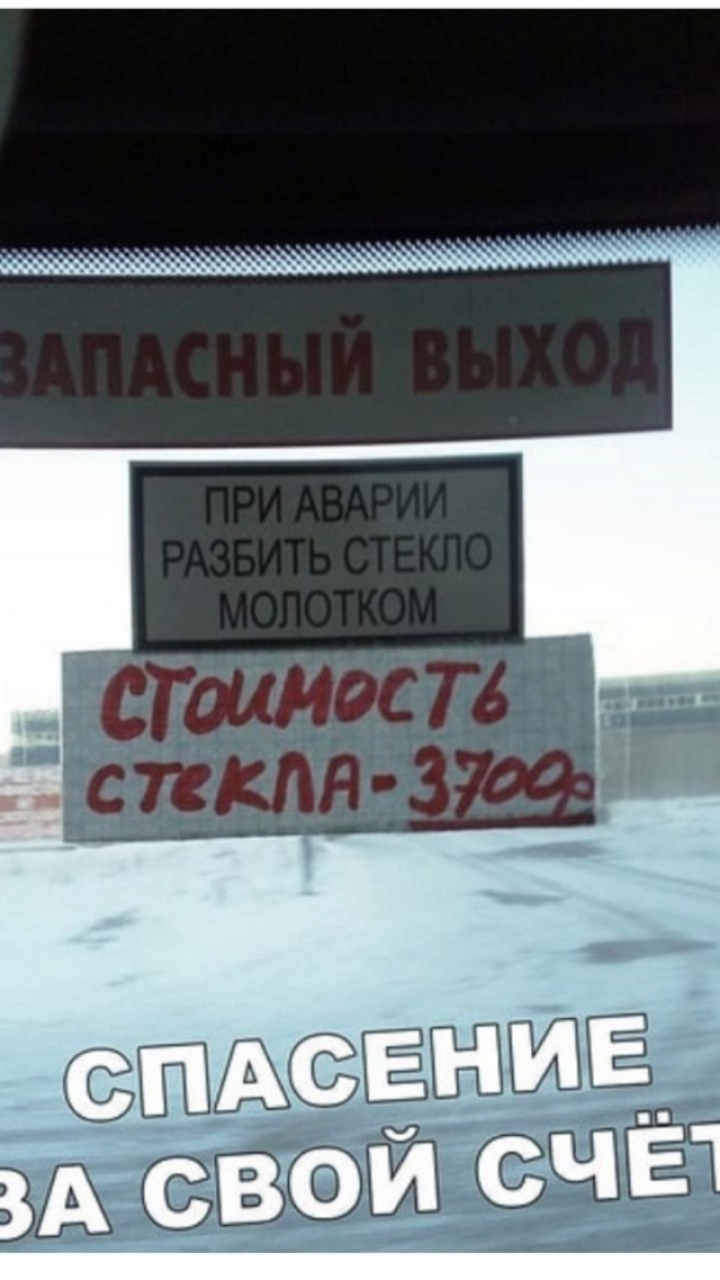 ЗАПАСНЫЙ ВЫХОД
ПРИ АВАРИИ
РАЗБИТЬ СТЕКЛО
МОЛОТКОМ
СТОИМОСТЬ
СТЕКЛА-3700р
СПАСЕНИЕ
ЗА СВОЙ СЧЁТ